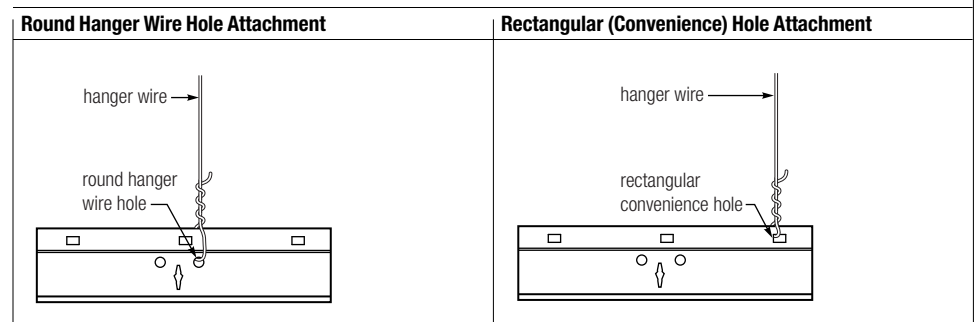 Round Hanger Wire Hole Attachment
hanger wire
round hanger
wire hole
Rectangular (Convenience) Hole Attachment
hanger wire
rectangular
convenience hole